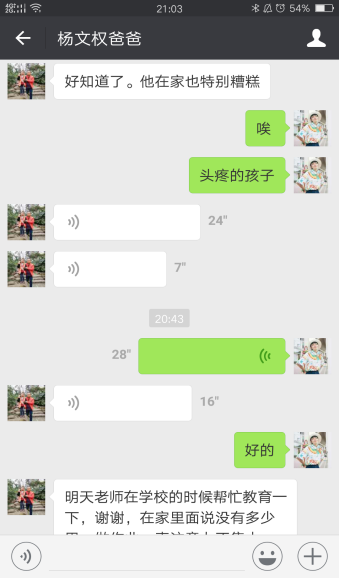 21:03
54%
杨文权爸爸
好知道了。他在家也特别糟糕
唉
头疼的孩子
24"
7"
20:43
28"
16"
好的
明天老师在学校的时候帮忙教育一
下，谢谢，在家里面说没有多少